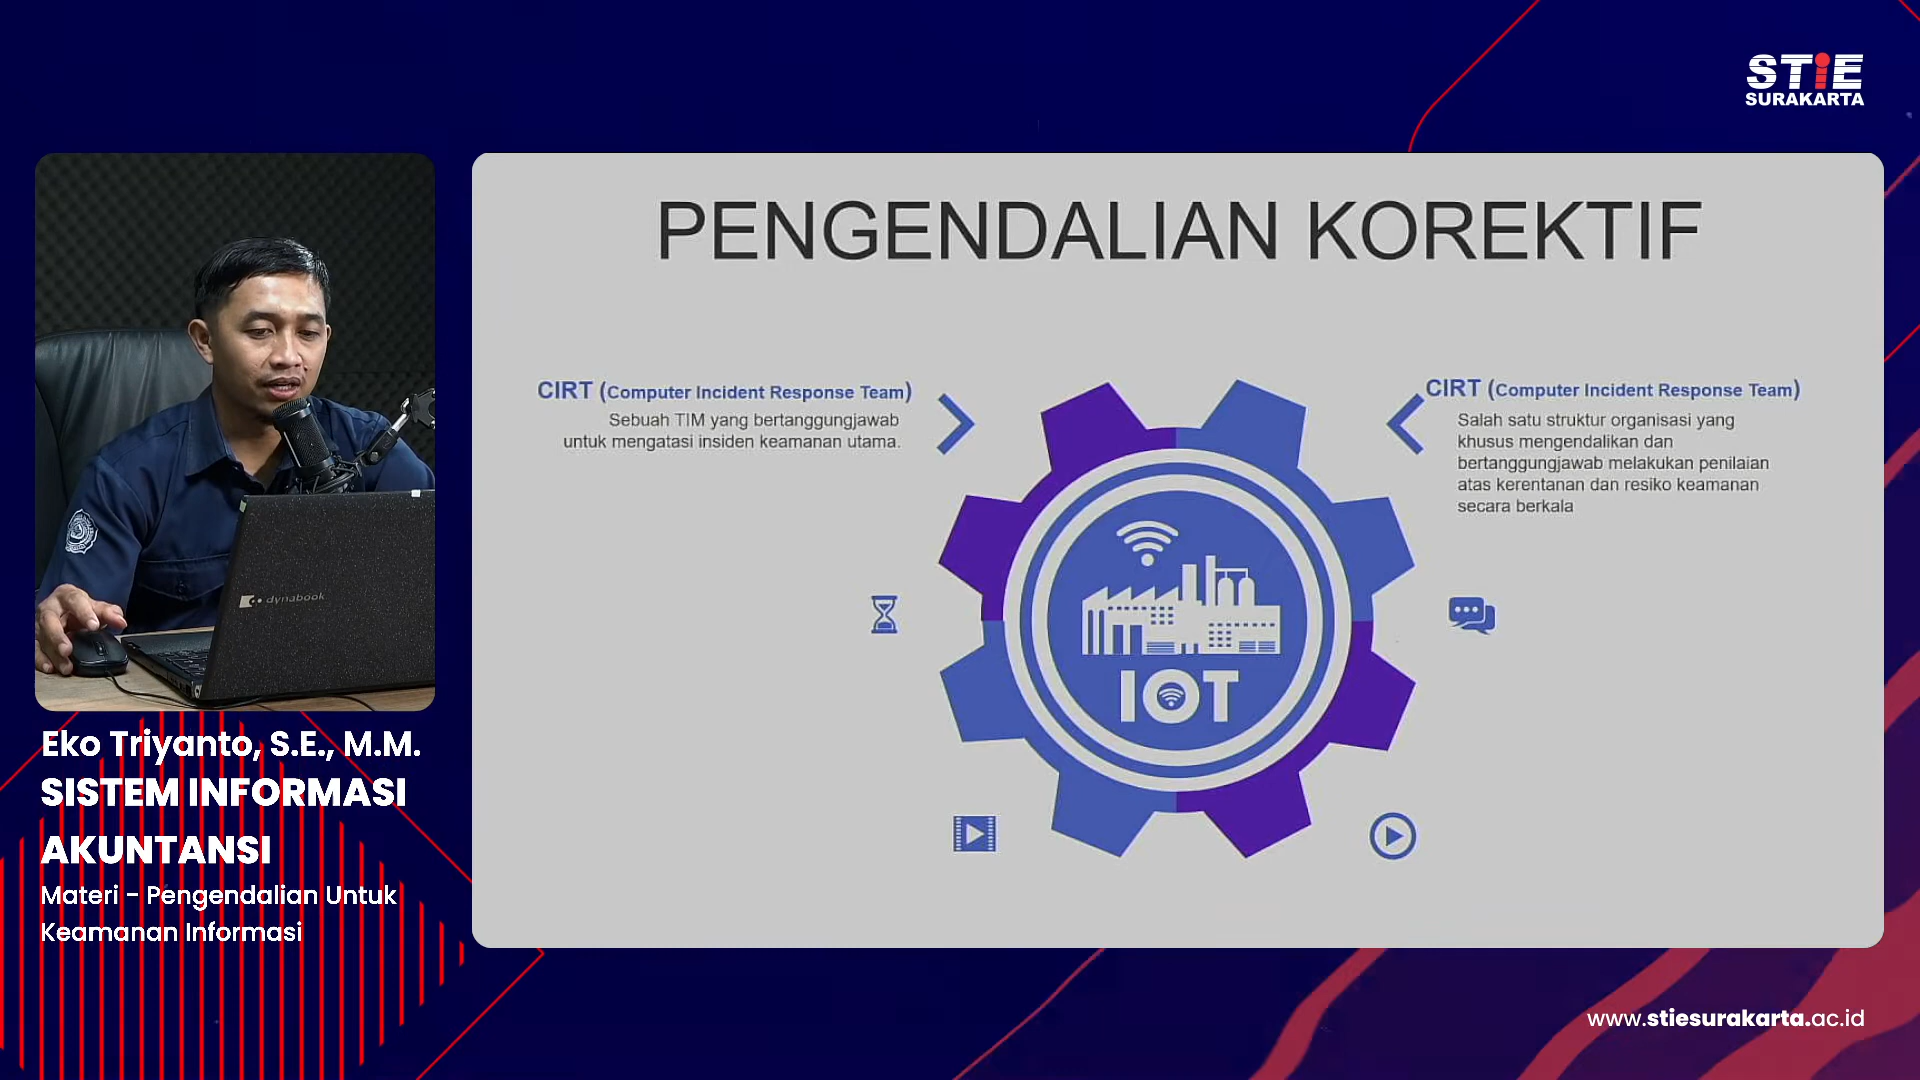 STIE
SURAKARTA
PENGENDALIAN KOREKTIF
CIRT (Computer Incident Response Team)
Sebuah TIM yang bertanggungjawab
untuk mengatasi insiden keamanan utama.
CIRT (Computer Incident Response Team)
Salah satu struktur organisasi yang
khusus mengendalikan dan
bertanggungjawab melakukan penilaian
atas kerentanan dan resiko keamanan
secara berkala
IOT
dynabook
Eko Triyanto, S.E., M.M.
SISTEM INFORMASI
AKUNTANSI
Materi - Pengendalian Untuk
Keamanan Informasi
www.stiesurakarta.ac.id